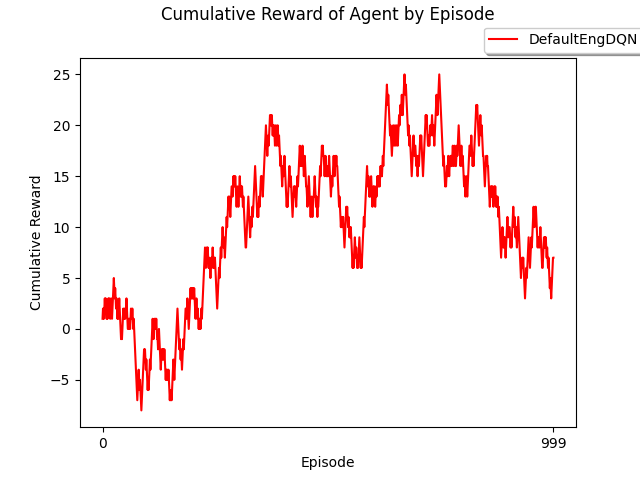 Cumulative Reward of Agent by Episode
DefaultEngDQN
25
20
15
10
5
0
−5
Cumulative Reward
0
999
Episode